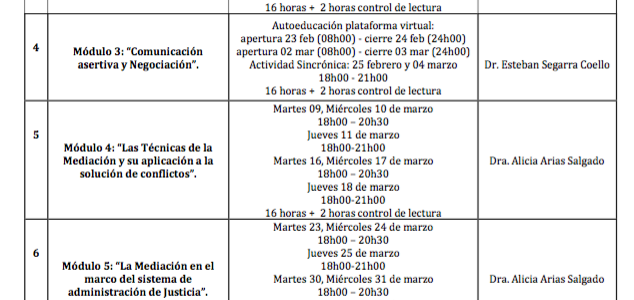 16 horas + 2 horas control de lectura
4
Módulo 3: “Comunicación
asertiva y Negociación”.
Autoeducación plataforma virtual:
apertura 23 feb (08h00) - cierre 24 feb (24h00)
apertura 02 mar (08h00) - cierre 03 mar (24h00)
Actividad Sincrónica: 25 febrero y 04 marzo
18h00 - 21h00
16 horas + 2 horas control de lectura
Dr. Esteban Segarra Coello
5
Módulo 4: “Las Técnicas de la
Mediación y su aplicación a la
solución de conflictos”.
Martes 09, Miércoles 10 de marzo
18h00 – 20h30
Jueves 11 de marzo
18h00-21h00
Martes 16, Miércoles 17 de marzo
18h00 – 20h30
Jueves 18 de marzo
18h00-21h00
16 horas + 2 horas control de lectura
Dra. Alicia Arias Salgado
6
Módulo 5: “La Mediación en el
marco del sistema de
administración de Justicia”.
Martes 23, Miércoles 24 de marzo
18h00 – 20h30
Jueves 25 de marzo
18h00-21h00
Martes 30, Miércoles 31 de marzo
18h00 – 20h30
Dra. Alicia Arias Salgado